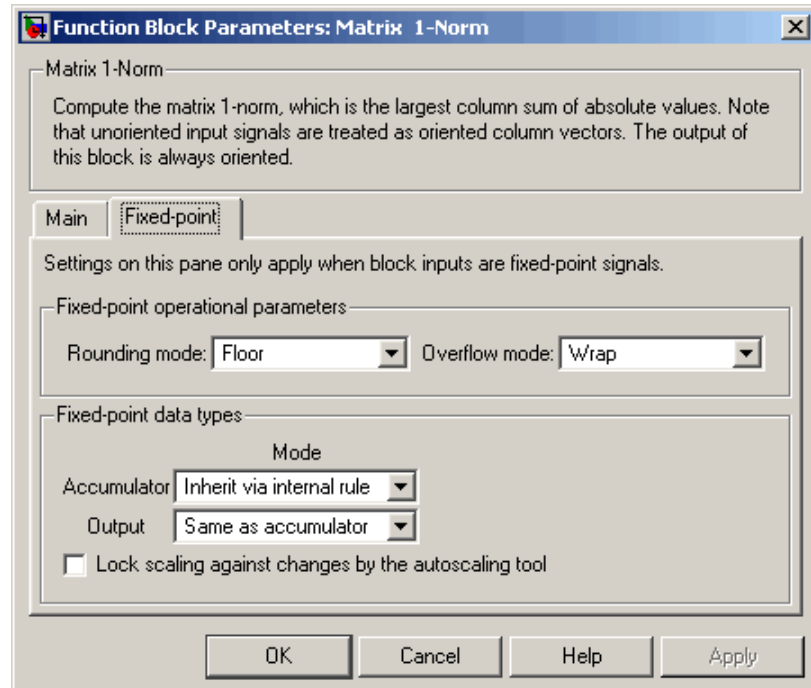 Function Block Parameters: Matrix 1-Norm
Matrix 1-Norm
Compute the matrix 1-norm, which is the largest column sum of absolute values. Note
that unoriented input signals are treated as oriented column vectors. The output of
this block is always oriented.
Main Fixed-point
Settings on this pane only apply when block inputs are fixed-point signals.
Fixed-point operational parameters
Rounding mode: Floor Overflow mode: Wrap
Fixed-point data types
Mode
Accumulator Inherit via internal rule
Output Same as accumulator
Lock scaling against changes by the autoscaling tool
OK Cancel Help Apply